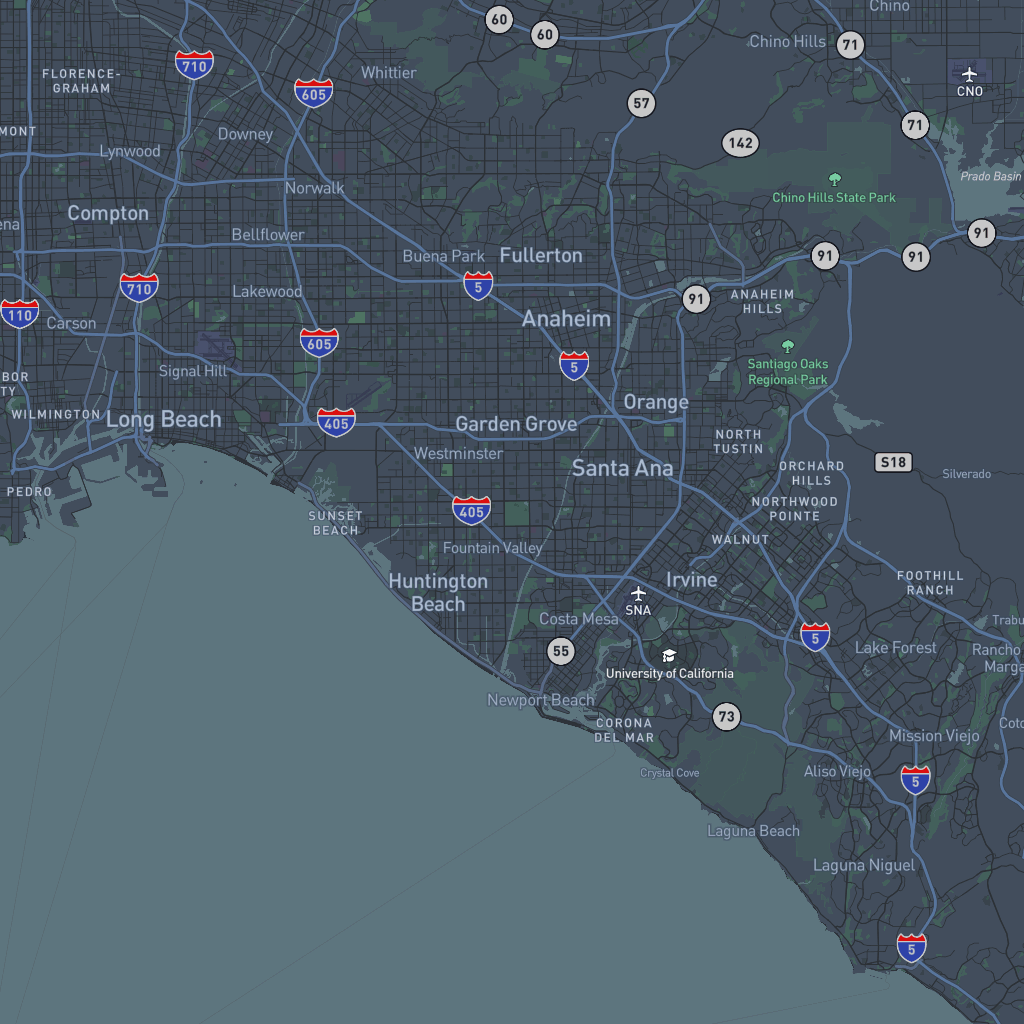 Chino
60
60
Chino Hills
71
Whittier
710
FLORENCE-
GRAHAM
605
CNO
57
71
MONT
Downey
142
Lynwood
Prado Basin
Norwalk
Chino Hills State Park
Compton
ena
Bellflower
91
Buena Park
Fullerton
91
91
710
Lakewood
5
91
ANAHEIM
HILLS
110
Carson
Anaheim
605
Signal Hill
5
Santiago Oaks
Regional Park
BOR
TY
WILMINGTON
Long Beach
405
Garden Grove
Orange
NORTH
TUSTIN
Westminster
Santa Ana
ORCHARD
HILLS
S18
Silverado
PEDRO
SUNSET
BEACH
405
NORTHWOOD
POINTE
WALNUT
Fountain Valley
Huntington
Beach
Irvine
FOOTHILL
RANCH
SNA
Costa Mesa
5
Trabu
55
Lake Forest
Rancho
Marga
University of California
Newport Beach
73
CORONA
DEL MAR
Coto
Mission Viejo
Crystal Cove
Aliso Viejo
5
Laguna Beach
Laguna Niguel
5